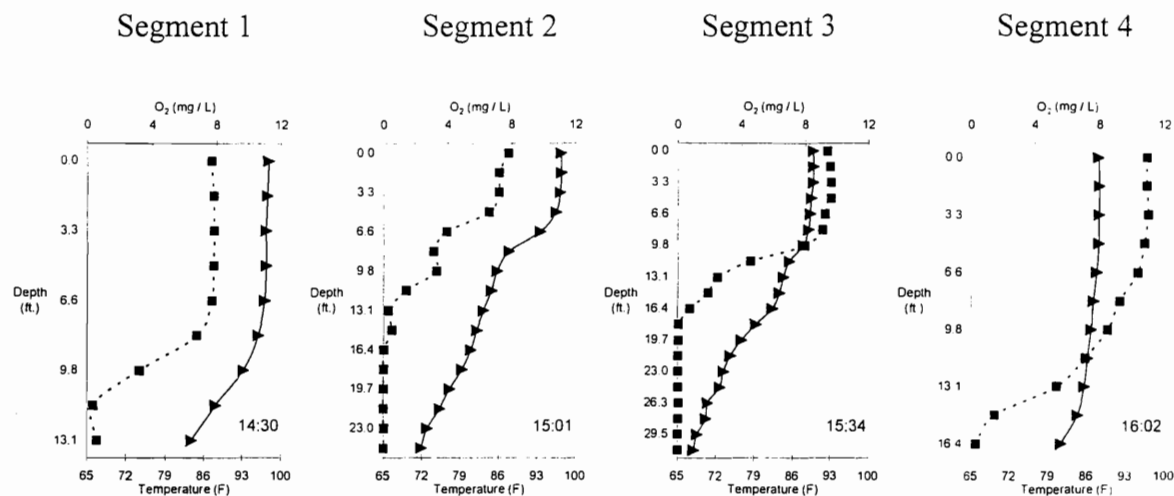 Segment 1
O2 (mg / L)
0 4 8 12
0.0
3.3
6.6
9.8
13.1
Depth
(ft.)
14:30
65 72 79 86 93 100
Temperature (F)
Segment 2
O2 (mg / L)
0 4 8 12
0 0
3.3
6.6
9.8
13.1
16.4
19.7
23.0
Depth
(ft.)
15:01
65 72 79 86 93 100
Temperature (F)
Segment 3
O2 (mg / L)
0 4 8 12
0 0
3.3
6.6
9.8
13.1
16.4
19.7
23.0
26.3
29.5
Depth
(ft.)
15:34
65 72 79 86 93 100
Temperature (F)
Segment 4
O2 (mg / L)
0 4 8 12
0 0
3.3
6.6
9.8
13 1
16 4
Depth
(ft.)
16:02
65 72 79 86 93 100
Temperature (F)